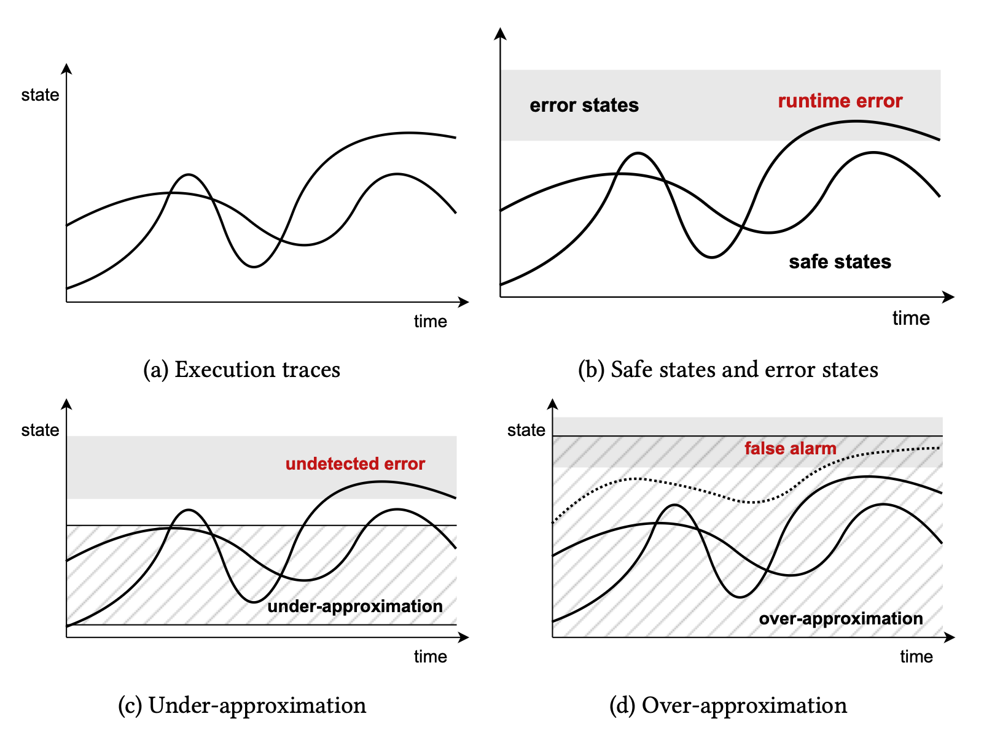 state
time
(a) Execution traces
error states
runtime error
safe states
time
(b) Safe states and error states
state
undetected error
under-approximation
time
(c) Under-approximation
state
false alarm
over-approximation
time
(d) Over-approximation